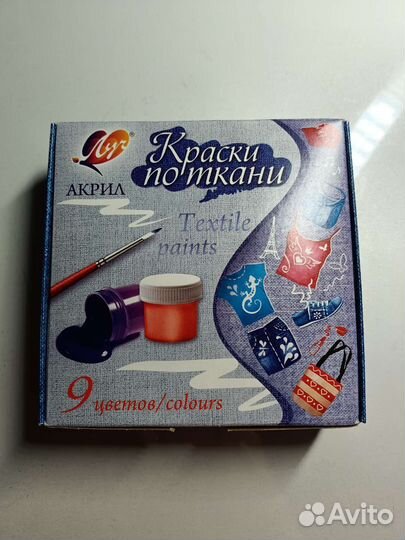 Луч
АКРИЛ
Краски
по ткани
Textile
paints
9 цветов/colours
Avito